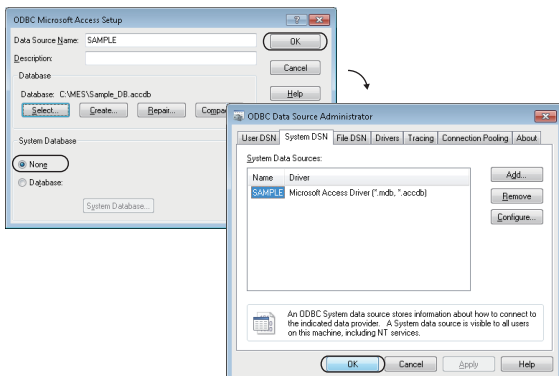 ODBC Microsoft Access Setup
Data Source Name: SAMPLE
OK
Description:
Cancel
Database
Database: C:\MES\Sample_DB.accdb
Help
Select...
Create...
Repair...
System Database
None
Database:
System Database...
ODBC Data Source Administrator
User DSN System DSN File DSN Drivers Tracing Connection Pooling About
System Data Sources:
Name Driver
SAMPLE Microsoft Access Driver (*.mdb, *.accdb)
Add...
Remove
Configure...
An ODBC System data source stores information about how to connect to
the indicated data provider. A System data source is visible to all users
on this machine, including NT services.
OK Cancel Apply Help